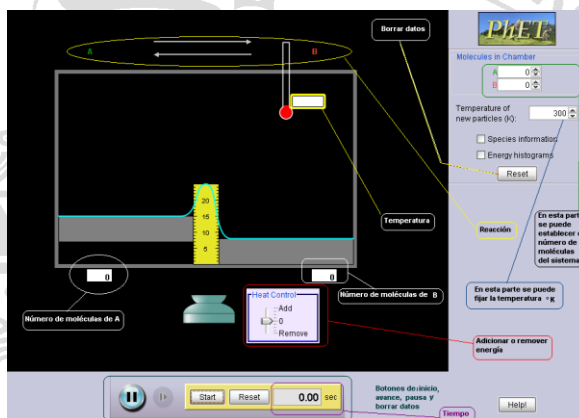 Borrar datos
PhET
A
B
Molecules in Chamber
A 0
B 0
Temperature of
new particles (K):
300
Species information
Energy histograms
Reset
20
15
10
5
Temperatura
Reacción
En esta parte
se puede
establecer
número de
moléculas
del sistema
0
0
Número de moléculas de A
Número de moléculas de B
En esta parte se puede
fijar la temperatura °K
Heat Control
Add
0
Remove
Adicionar o remover
energía
Start
Reset
0.00 sec
Botones de inicio,
avance, pausa y
borrar datos
Tiempo
Help!